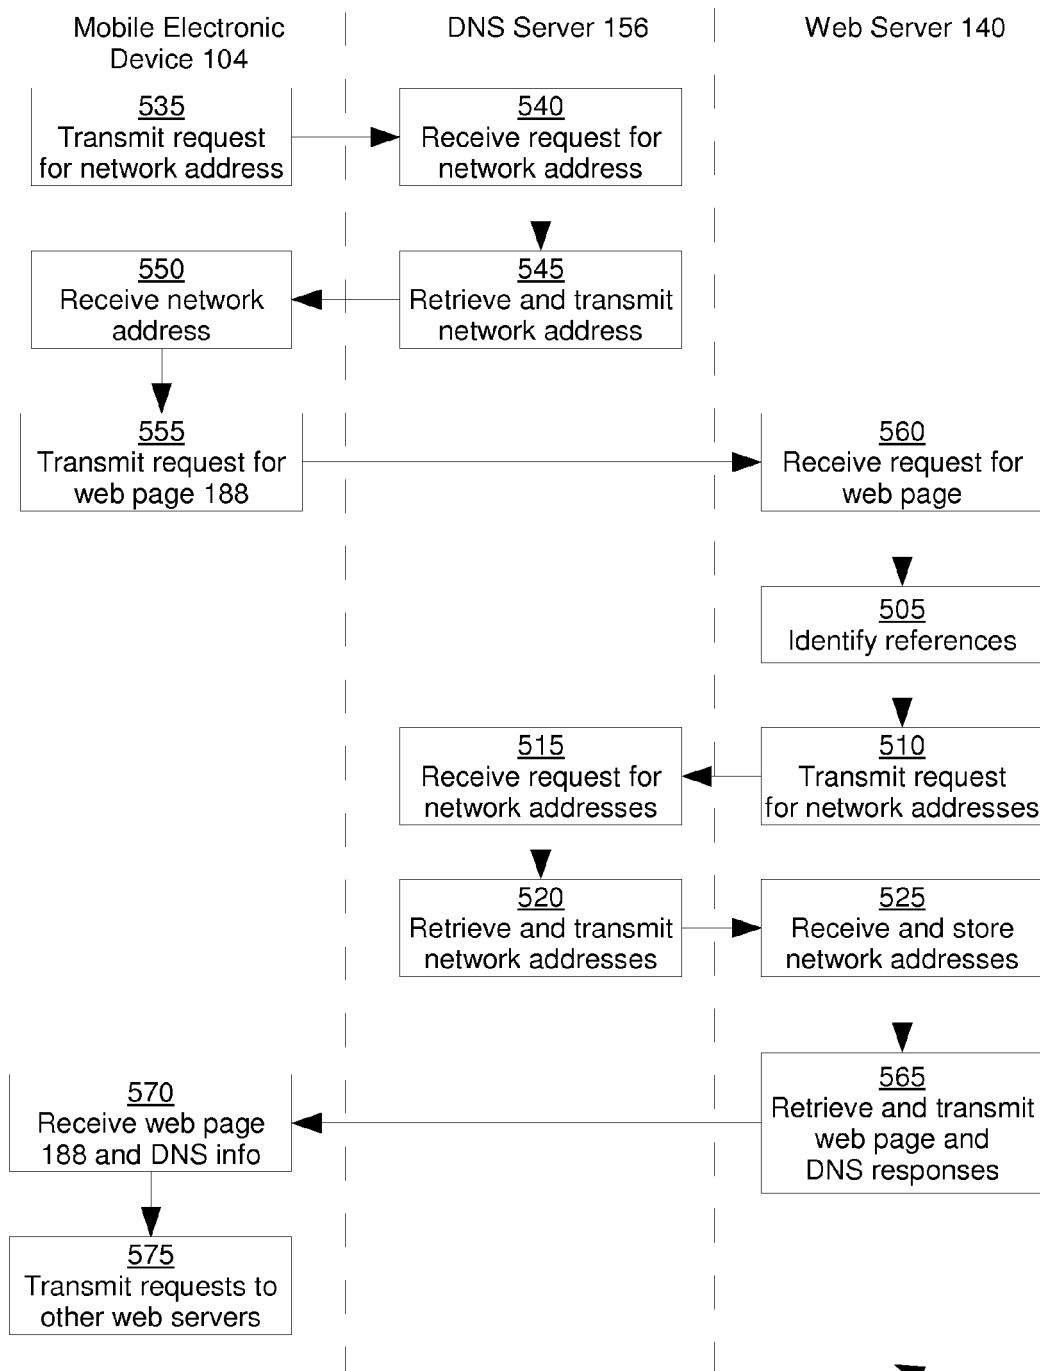 Mobile Electronic
Device 104
DNS Server 156
Web Server 140
535
Transmit request
for network address
540
Receive request for
network address
550
Receive network
address
545
Retrieve and transmit
network address
555
Transmit request for
web page 188
560
Receive request for
web page
505
Identify references
515
Receive request for
network addresses
510
Transmit request
for network addresses
520
Retrieve and transmit
network addresses
525
Receive and store
network addresses
570
Receive web page
188 and DNS info
565
Retrieve and transmit
web page and
DNS responses
575
Transmit requests to
other web servers